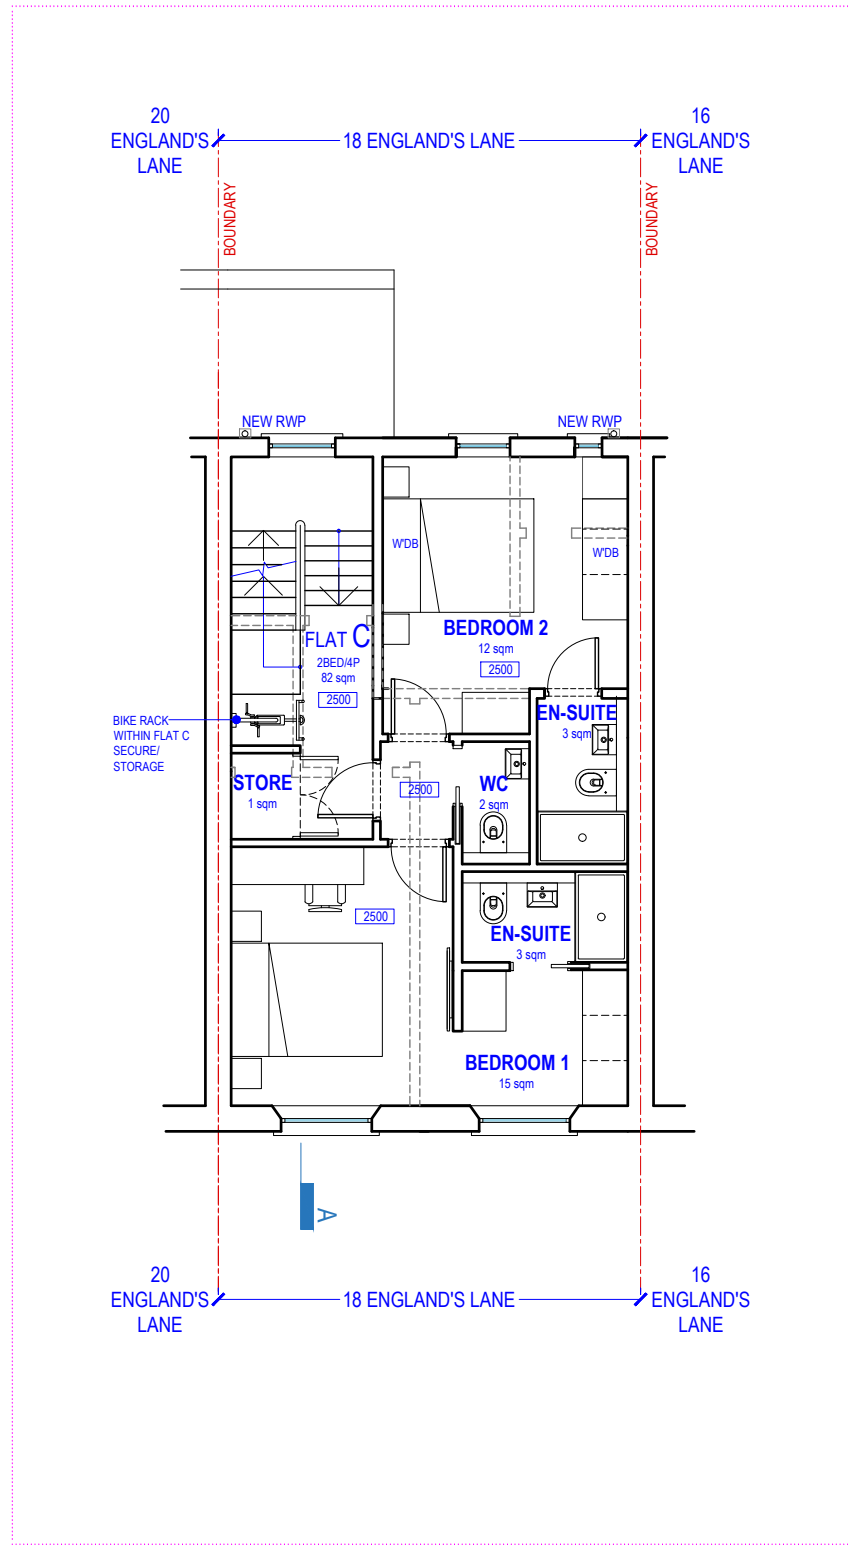 20
ENGLAND'S
LANE
18 ENGLAND'S LANE
16
ENGLAND'S
LANE
BOUNDARY
BOUNDARY
NEW RWP
NEW RWP
W'DB
W'DB
BEDROOM 2
12 sqm
2500
FLAT C
2BED/4P
82 sqm
2500
EN-SUITE
3 sqm
BIKE RACK
WITHIN FLAT C
SECURE/
STORAGE
STORE
1 sqm
2500
WC
2 sqm
2500
EN-SUITE
3 sqm
BEDROOM 1
15 sqm
A
20
ENGLAND'S
LANE
18 ENGLAND'S LANE
16
ENGLAND'S
LANE